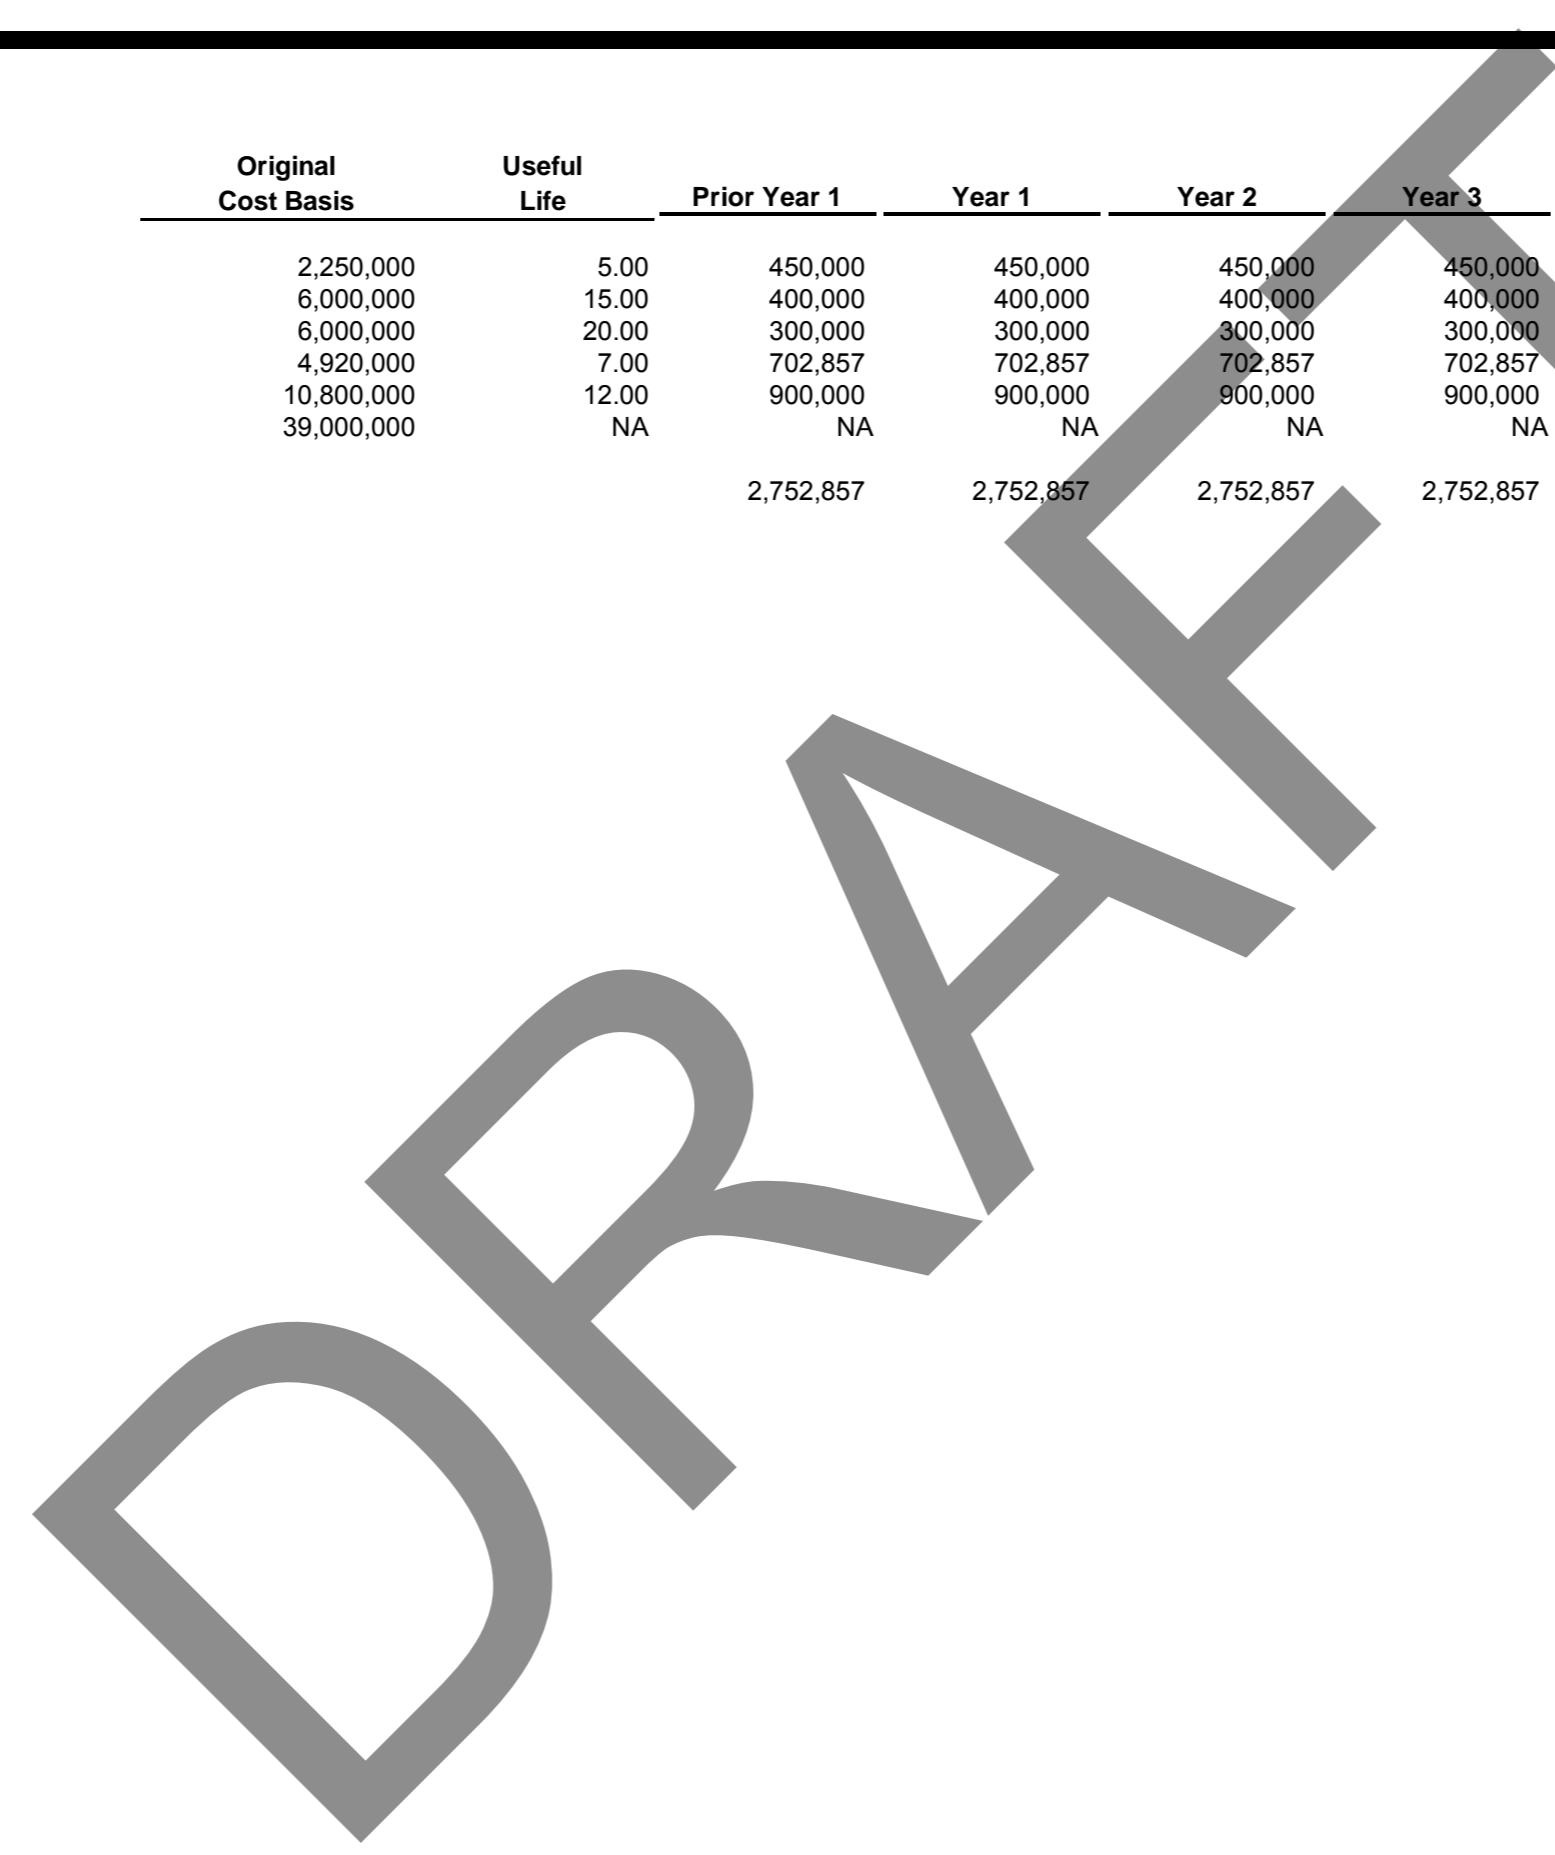 Original Useful
Cost Basis Life Prior Year 1 Year 1 Year 2 Year 3
2,250,000 5.00 450,000 450,000 450,000 450,000
6,000,000 15.00 400,000 400,000 400,000 400,000
6,000,000 20.00 300,000 300,000 300,000 300,000
4,920,000 7.00 702,857 702,857 702,857 702,857
10,800,000 12.00 900,000 900,000 900,000 900,000
39,000,000 NA NA NA NA NA
2,752,857 2,752,857 2,752,857 2,752,857
DRAFT